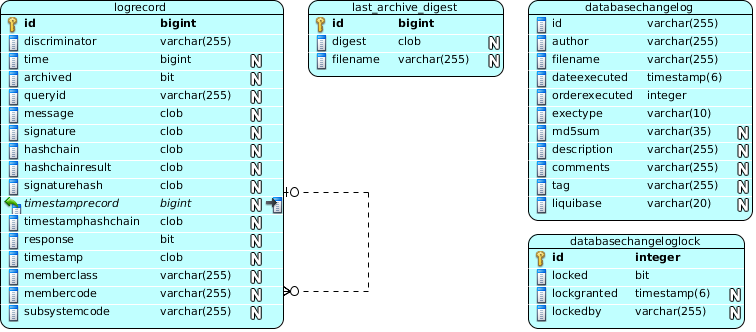 logrecord
id bigint
discriminator varchar(255)
time bigint N
archived bit N
queryid varchar(255) N
message clob N
signature clob N
hashchain clob N
hashchainresult clob N
signaturehash clob N
timestamprecord bigint N
timestamphashchain clob N
response bit N
timestamp clob N
memberclass varchar(255) N
membercode varchar(255) N
subsystemcode varchar(255) N
last_archive_digest
id bigint
digest clob N
filename varchar(255) N
databasechangelog
id varchar(255)
author varchar(255)
filename varchar(255)
dateexecuted timestamp(6)
orderexecuted integer
exectype varchar(10)
md5sum varchar(35) N
description varchar(255) N
comments varchar(255) N
tag varchar(255) N
liquibase varchar(20) N
databasechangeloglock
id integer
locked bit
lockgranted timestamp(6) N
lockedby varchar(255) N